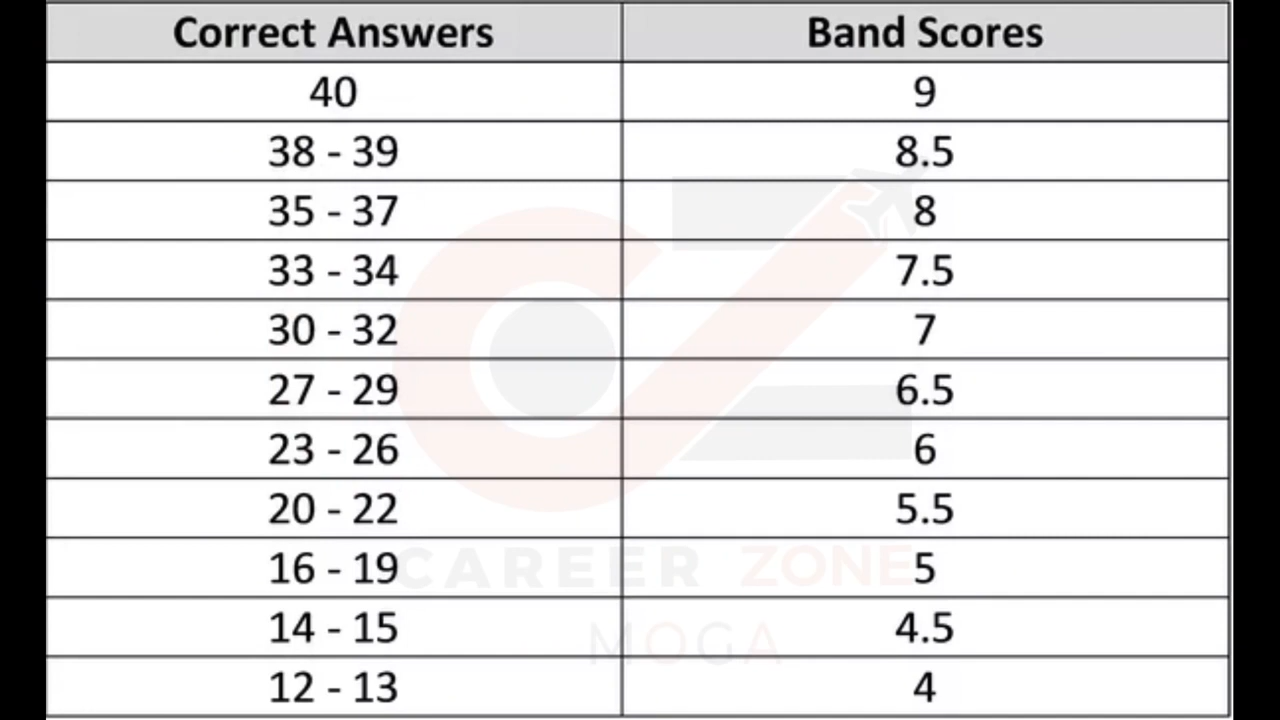 Correct Answers Band Scores
40 9
38 - 39 8.5
35 - 37 8
33 - 34 7.5
30 - 32 7
27 - 29 6.5
23 - 26 6
20 - 22 5.5
CAREER ZONE
16 - 19 5
14 - 15 4.5
MOGA
12 - 13 4